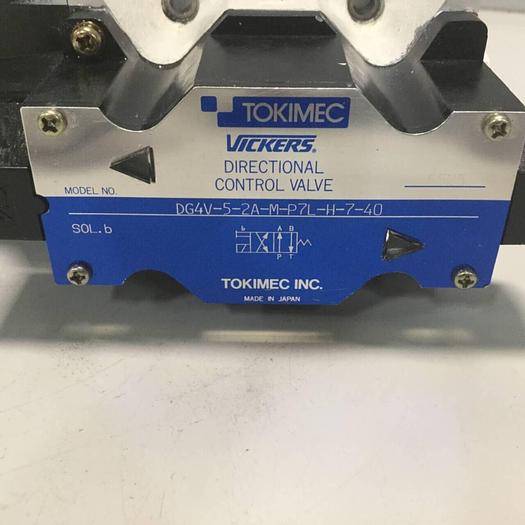 TOKIMEC
VICKERS®
DIRECTIONAL
CONTROL VALVE
MODEL NO.
DG4V-5-2A-M-P7L-H-7-40
SOL.b
b
A B
P T
TOKIMEC INC.
MADE IN JAPAN